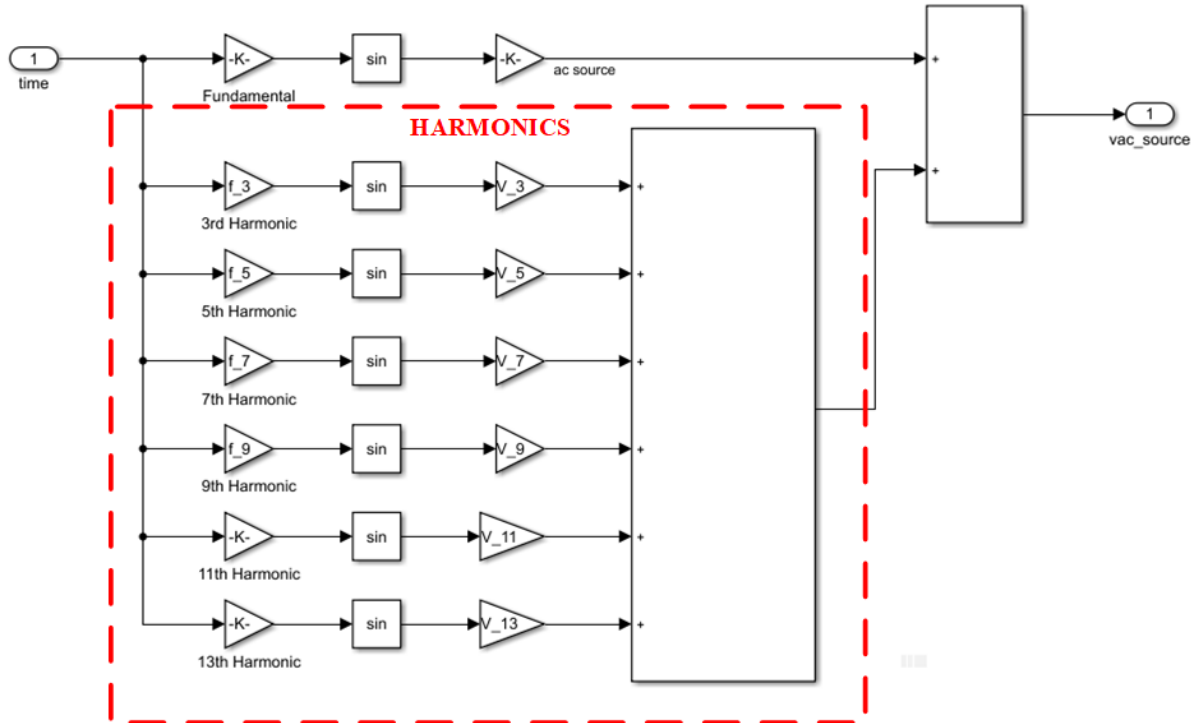 1
time
-K-
sin
-K-
ac source
Fundamental
+
1
vac_source
+
HARMONICS
f_3
sin
V_3
+
3rd Harmonic
f_5
sin
V_5
+
5th Harmonic
f_7
sin
V_7
+
7th Harmonic
f_9
sin
V_9
+
9th Harmonic
-K-
sin
V_11
+
11th Harmonic
-K-
sin
V_13
+
13th Harmonic